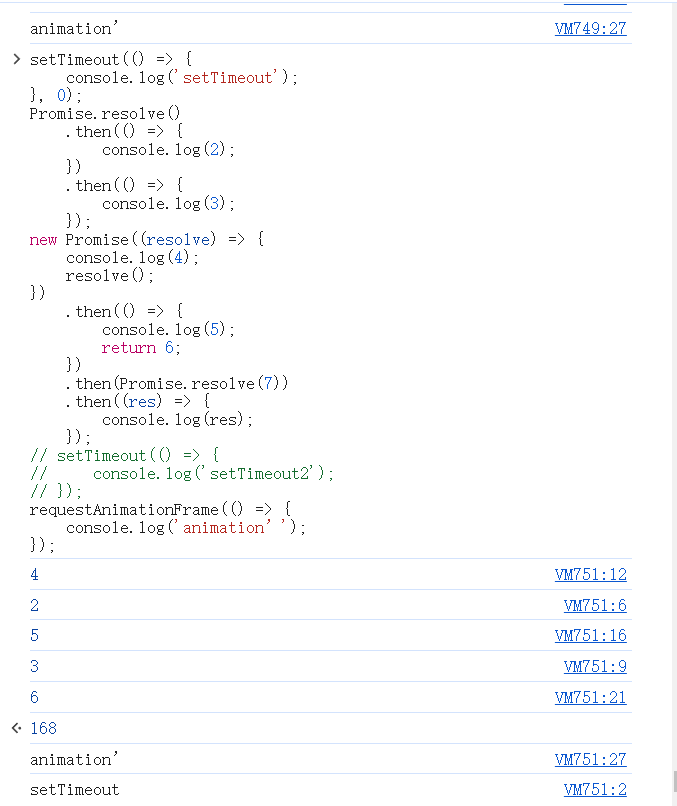 animation’ VM749:27
setTimeout(() => {
    console.log('setTimeout');
}, 0);
Promise.resolve()
    .then(() => {
        console.log(2);
    })
    .then(() => {
        console.log(3);
    });
new Promise((resolve) => {
    console.log(4);
    resolve();
})
    .then(() => {
        console.log(5);
        return 6;
    })
    .then(Promise.resolve(7))
    .then((res) => {
        console.log(res);
    });
// setTimeout(() => {
//     console.log('setTimeout2');
// });
requestAnimationFrame(() => {
    console.log('animation’');
});
4 VM751:12
2 VM751:6
5 VM751:16
3 VM751:9
6 VM751:21
168
animation’ VM751:27
setTimeout VM751:2